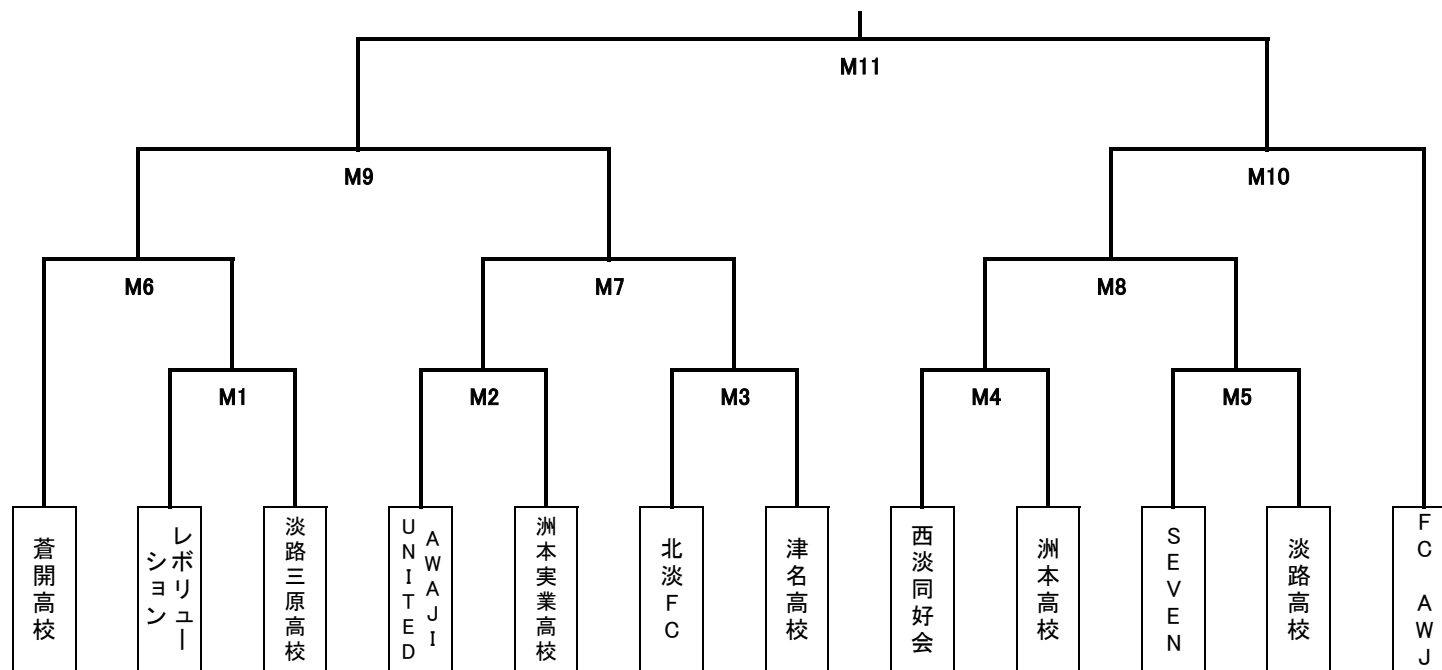 M11
M9
M10
M6
M7
M8
M1
M2
M3
M4
M5
蒼開高校
レボリュー
ション
淡路三原高校
AWAJI
UNITED
洲本実業高校
北淡FC
津名高校
西淡同好会
洲本高校
SEVEN
淡路高校
FC AWJ